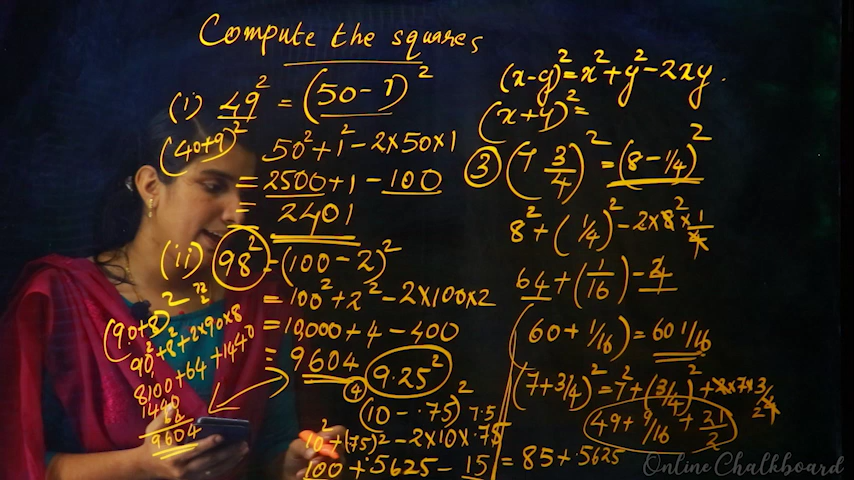 Compute the squares
(i) 49² = (50-1)²
(40+9)²
50²+1²-2×50×1
= 2500+1-100
= 2401
(ii) 98² = (100-2)²
= 100²+2²-2×100×2
= 10,000+4-400
= 9604
(90+8)²
90²+8²+2×90×8
8100+64+1440
1440
64
9604
④ 9.25²
(10-.75)² 7.5
10²+(.75)²-2×10×.75
100+.5625-15 = 85+.5625
(x-y)²=x²+y²-2xy.
(x+y)²=
③ (7 3/4)² = (8-1/4)²
8²+(1/4)²-2×8×1/4
64+(1/16)-4
(60+1/16)=60 1/16
(7+3/4)²=7²+(3/4)²+2×7×3/4
49+9/16+21/2
Online Chalkboard